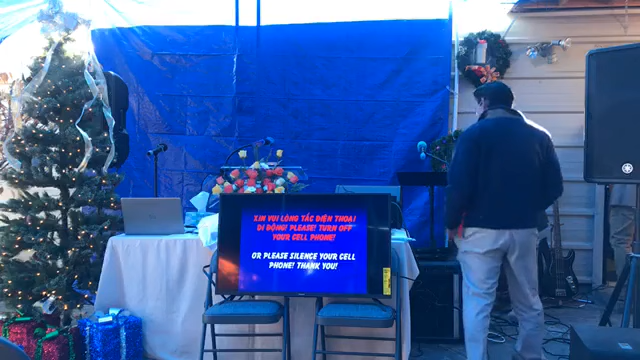 XIN VUI LÒNG TẮC ĐIỆN THOẠI
DI ĐỘNG! PLEASE! TURN OFF
YOUR CELL PHONE!
OR PLEASE SILENCE YOUR CELL
PHONE! THANK YOU!